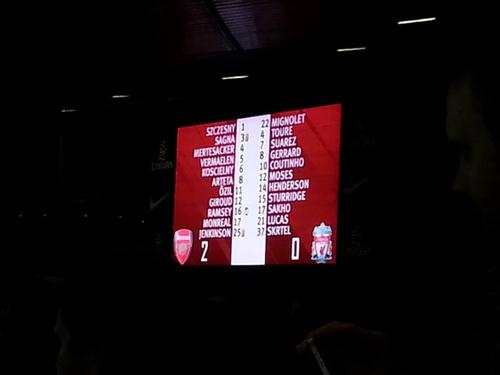 SZCZESNY 1 22 MIGNOLET
SAGNA 3 4 TOURE
MERTESACKER 4 7 SUAREZ
VERMAELEN 5 8 GERRARD
KOSCIELNY 6 10 COUTINHO
ARTETA 8 12 MOSES
ÖZIL 11 14 HENDERSON
GIROUD 12 15 STURRIDGE
RAMSEY 16 17 SAKHO
MONREAL 17 21 LUCAS
JENKINSON 25 37 SKRTEL
2 0